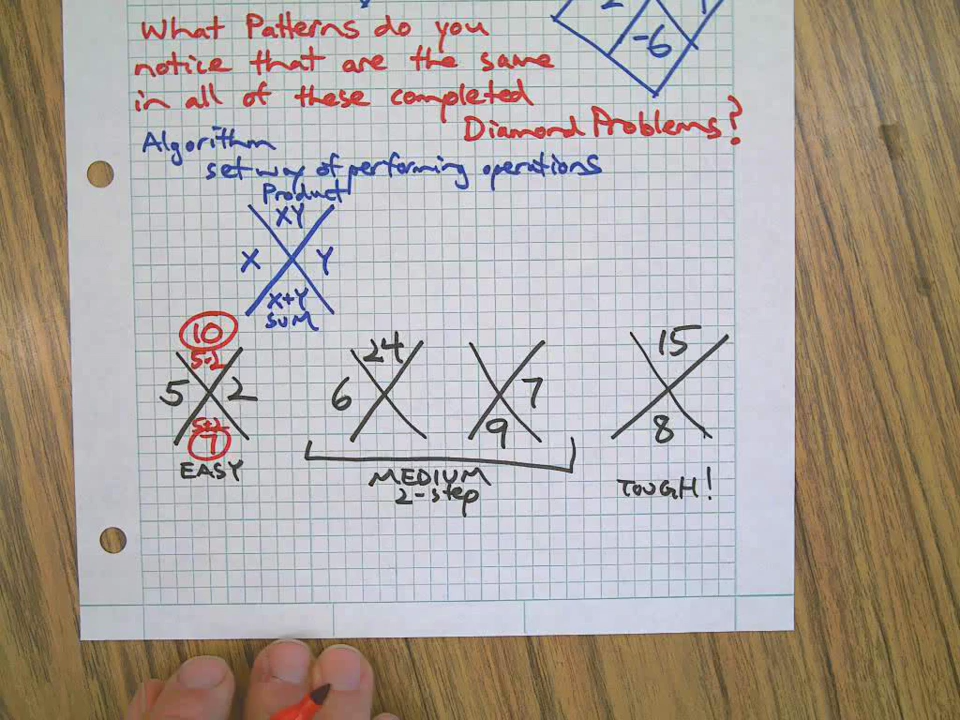 What Patterns do you
notice that are the same
in all of these completed
Diamond Problems?
-6
Algorithm
set way of performing operations
Product
XY
X Y
X+Y
SUM
10
5·2
5 2
5+2
7
EASY
24
6
7
9
MEDIUM
2-step
15
8
TOUGH!